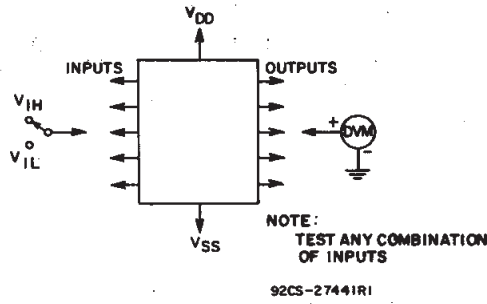 VDD
INPUTS OUTPUTS
VIH
VIL
+ DVM -
VSS
NOTE:
TEST ANY COMBINATION
OF INPUTS
92CS-27441R1